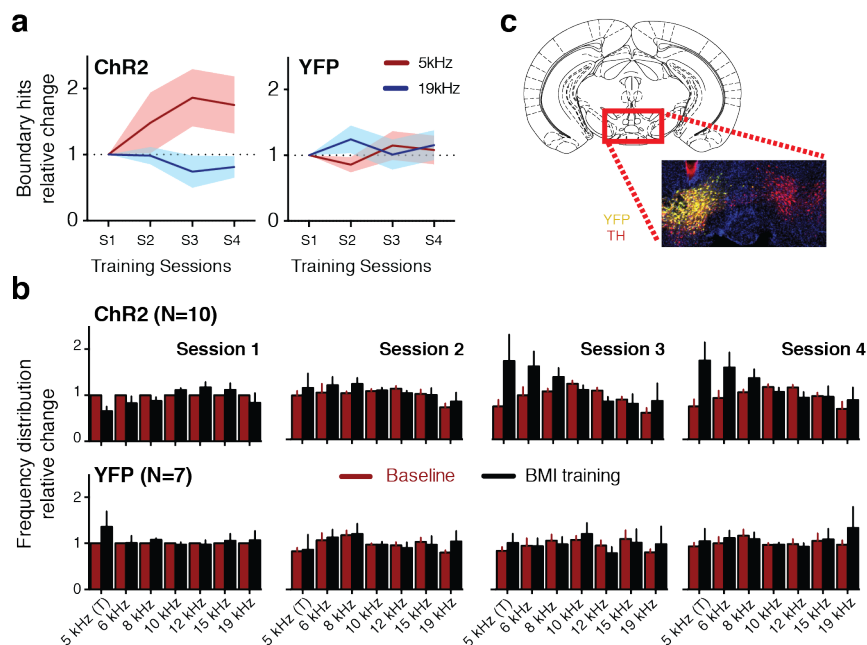 a
ChR2
YFP
5kHz
19kHz
Boundary hits
relative change
2
1
0
2
1
0
S1 S2 S3 S4
S1 S2 S3 S4
Training Sessions
Training Sessions
c
YFP
TH
b
ChR2 (N=10)
Session 1
Session 2
Session 3
Session 4
2
1
0
Frequency distribution
relative change
YFP (N=7)
Baseline
BMI training
2
1
0
5 kHz (T) 6 kHz 8 kHz 10 kHz 12 kHz 15 kHz 19 kHz
5 kHz (T) 6 kHz 8 kHz 10 kHz 12 kHz 15 kHz 19 kHz
5 kHz (T) 6 kHz 8 kHz 10 kHz 12 kHz 15 kHz 19 kHz
5 kHz (T) 6 kHz 8 kHz 10 kHz 12 kHz 15 kHz 19 kHz